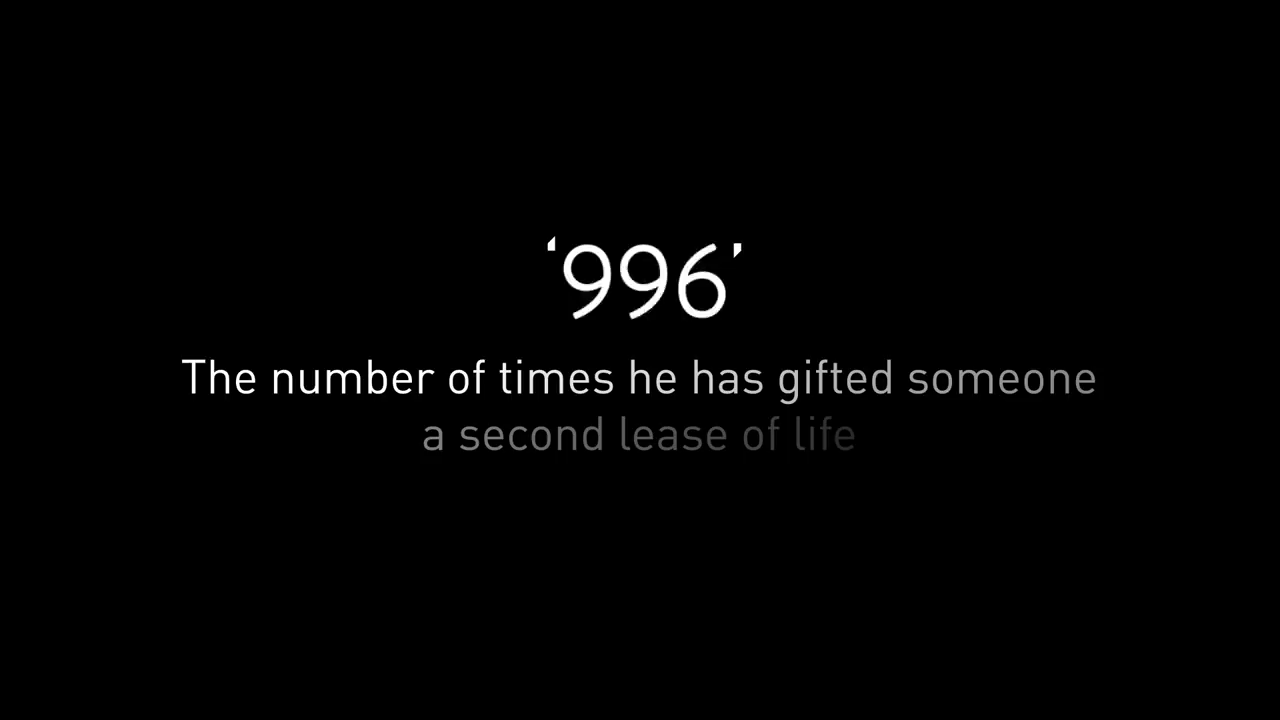 ‘996’
The number of times he has gifted someone
a second lease of life